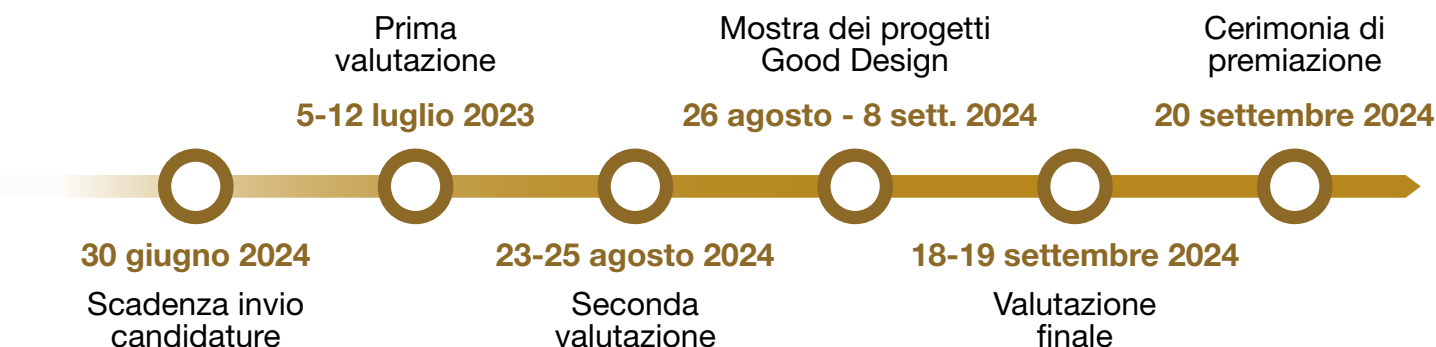 30 giugno 2024
Scadenza invio
candidature
Prima
valutazione
5-12 luglio 2023
23-25 agosto 2024
Seconda
valutazione
Mostra dei progetti
Good Design
26 agosto - 8 sett. 2024
18-19 settembre 2024
Valutazione
finale
Cerimonia di
premiazione
20 settembre 2024